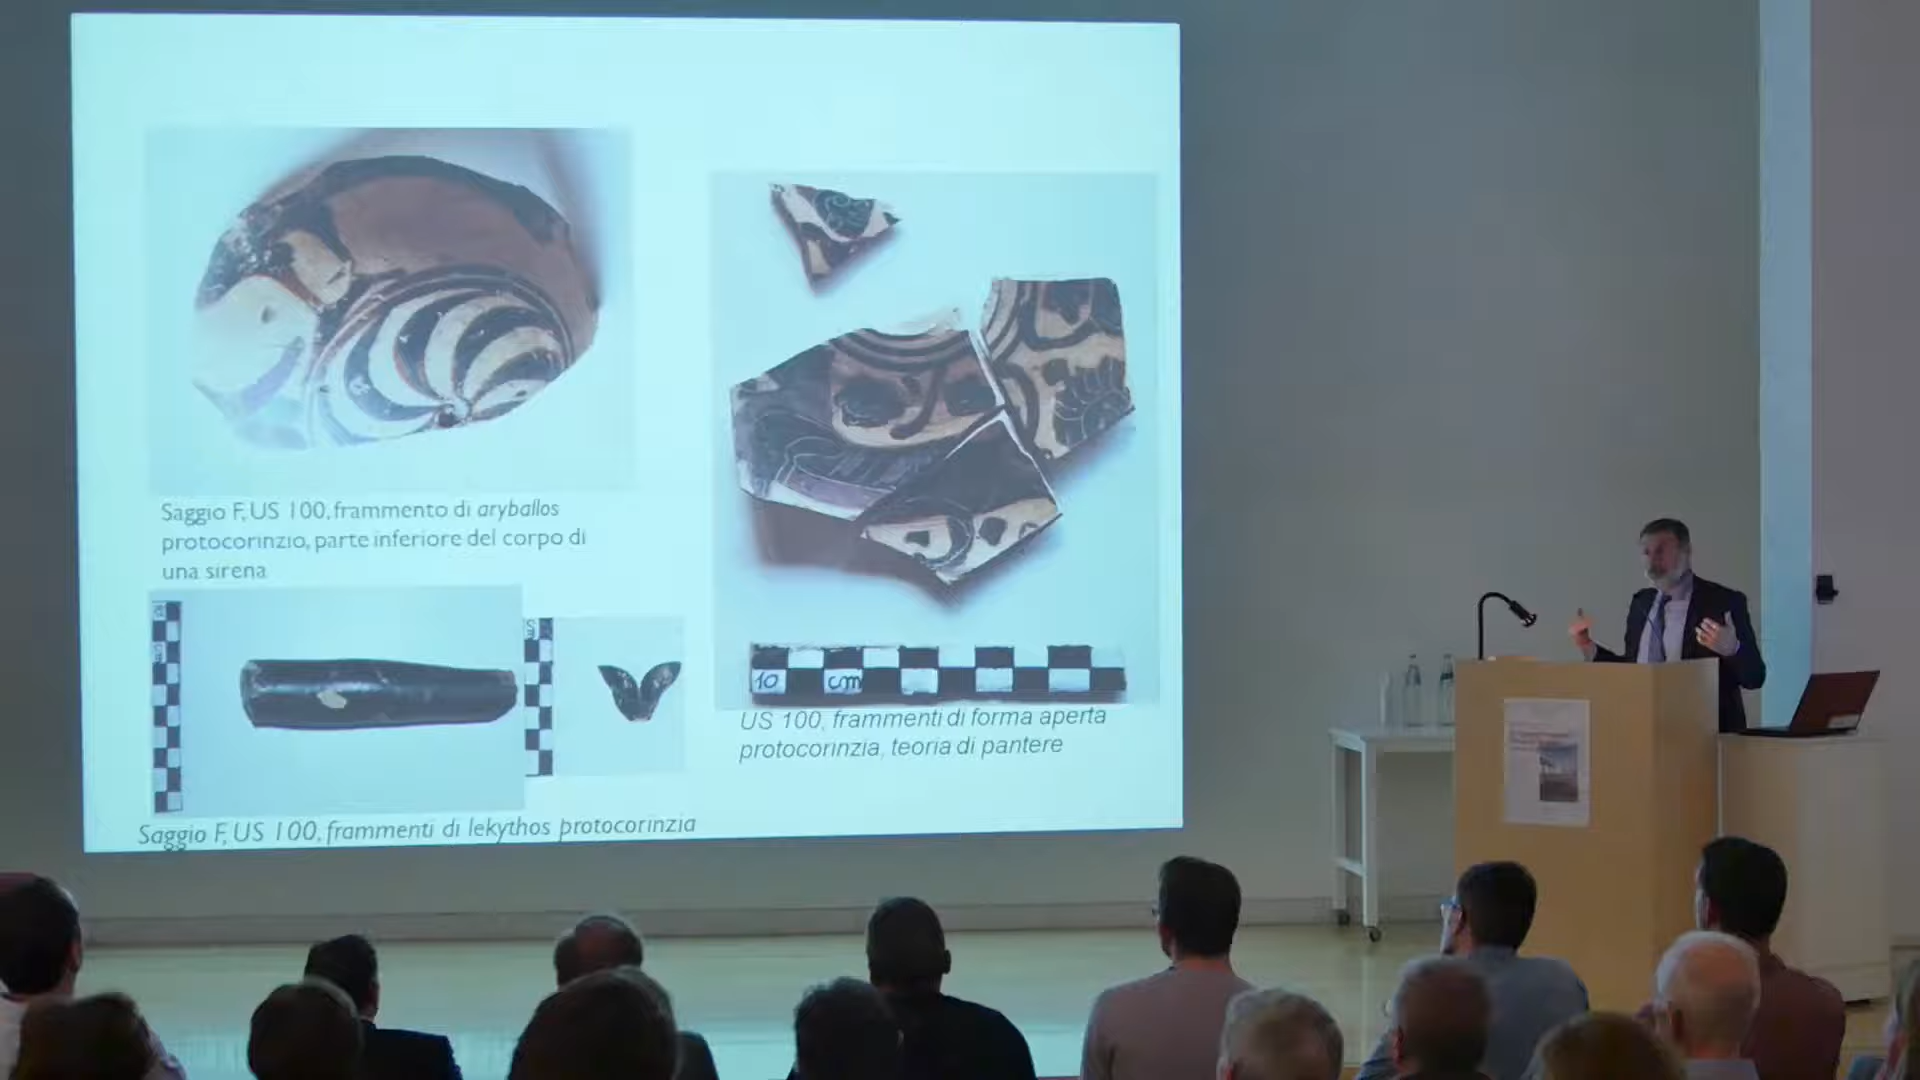 Saggio F, US 100, frammento di aryballos
protocorinzio, parte inferiore del corpo di
una sirena
10 cm
US 100, frammenti di forma aperta
protocorinzia, teoria di pantere
Saggio F, US 100, frammenti di lekythos protocorinzia